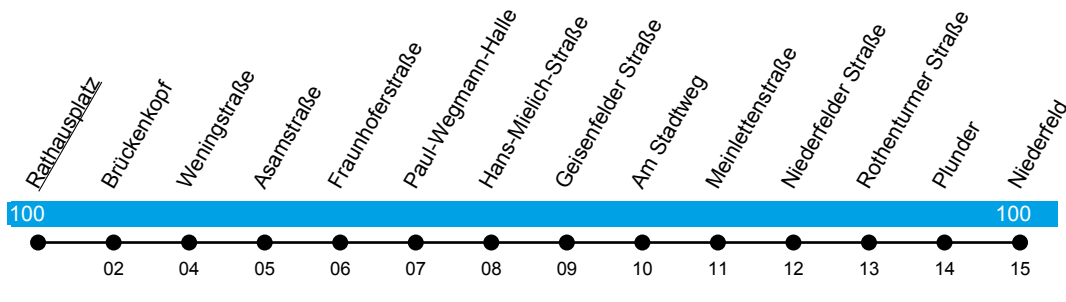 Rathausplatz
Brückenkopf
Weningstraße
Asamstraße
Fraunhoferstraße
Paul-Wegmann-Halle
Hans-Mielich-Straße
Geisenfelder Straße
Am Stadtweg
Meinlettenstraße
Niederfelder Straße
Rothenturmer Straße
Plunder
Niederfeld
100 100
02 04 05 06 07 08 09 10 11 12 13 14 15